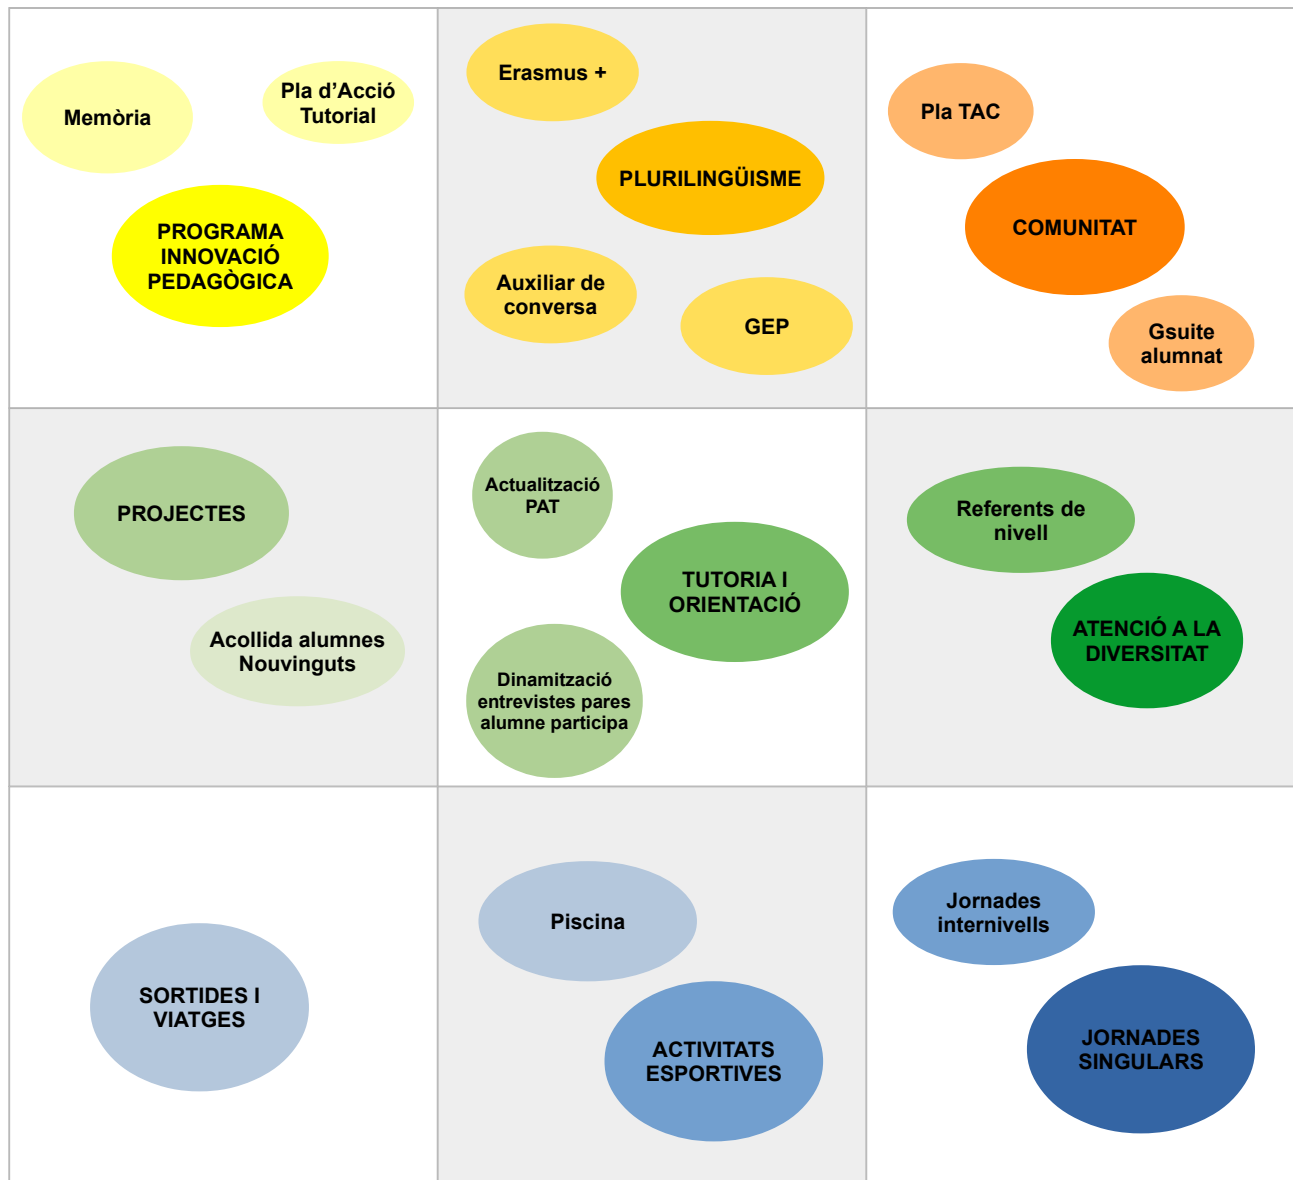 Memòria
Pla d'Acció
Tutorial
PROGRAMA
INNOVACIÓ
PEDAGÒGICA
Erasmus +
PLURILINGÜISME
Auxiliar de
conversa
GEP
Pla TAC
COMUNITAT
Gsuite
alumnat
PROJECTES
Acollida alumnes
Nouvinguts
Actualització
PAT
TUTORIA I
ORIENTACIÓ
Dinamització
entrevistes pares
alumne participa
Referents de
nivell
ATENCIÓ A LA
DIVERSITAT
SORTIDES I
VIATGES
Piscina
ACTIVITATS
ESPORTIVES
Jornades
internivells
JORNADES
SINGULARS